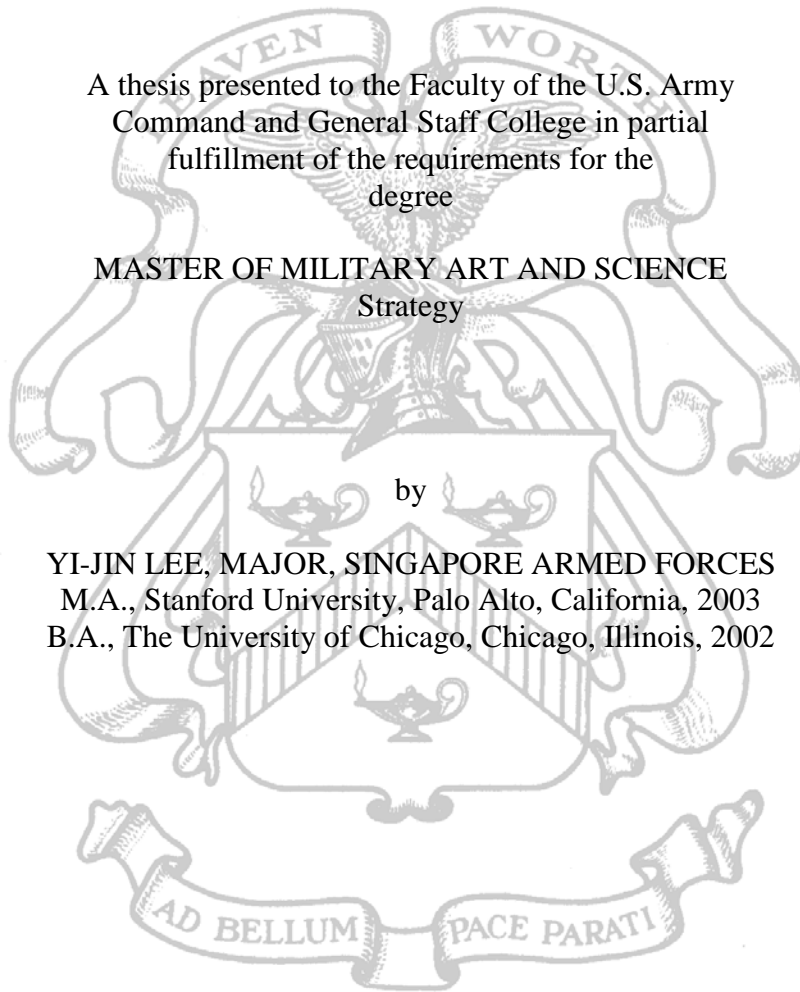 LEAVEN WORTH
A thesis presented to the Faculty of the U.S. Army
Command and General Staff College in partial
fulfillment of the requirements for the
degree
MASTER OF MILITARY ART AND SCIENCE
Strategy
by
YI-JIN LEE, MAJOR, SINGAPORE ARMED FORCES
M.A., Stanford University, Palo Alto, California, 2003
B.A., The University of Chicago, Chicago, Illinois, 2002
AD BELLUM PACE PARATI